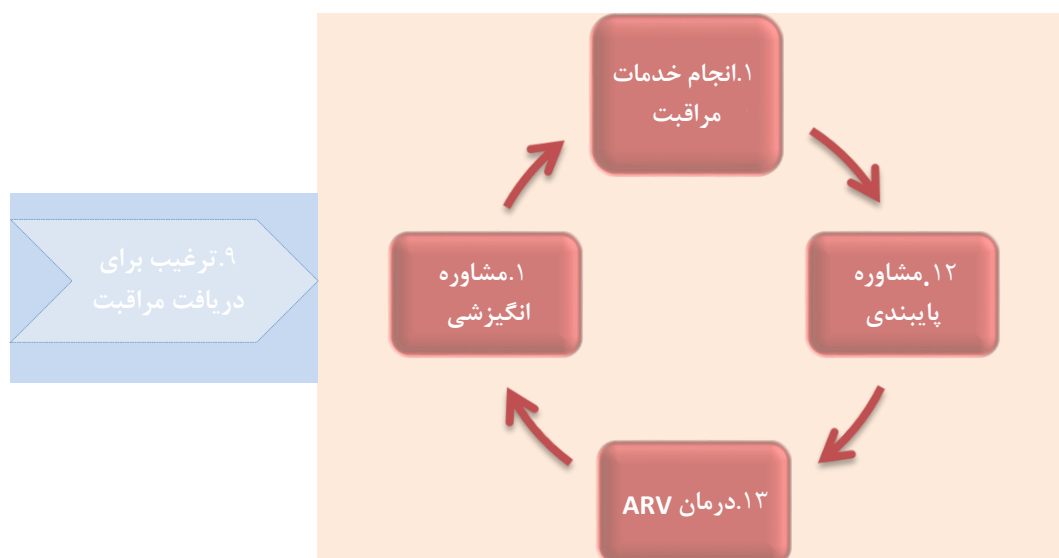 ۱.انجام خدمات
مراقبت
۱۲.مشاوره
پایبندی
۱۳.درمان ARV
۱.مشاوره
انگیزشی
۹.ترغیب برای
دریافت مراقبت